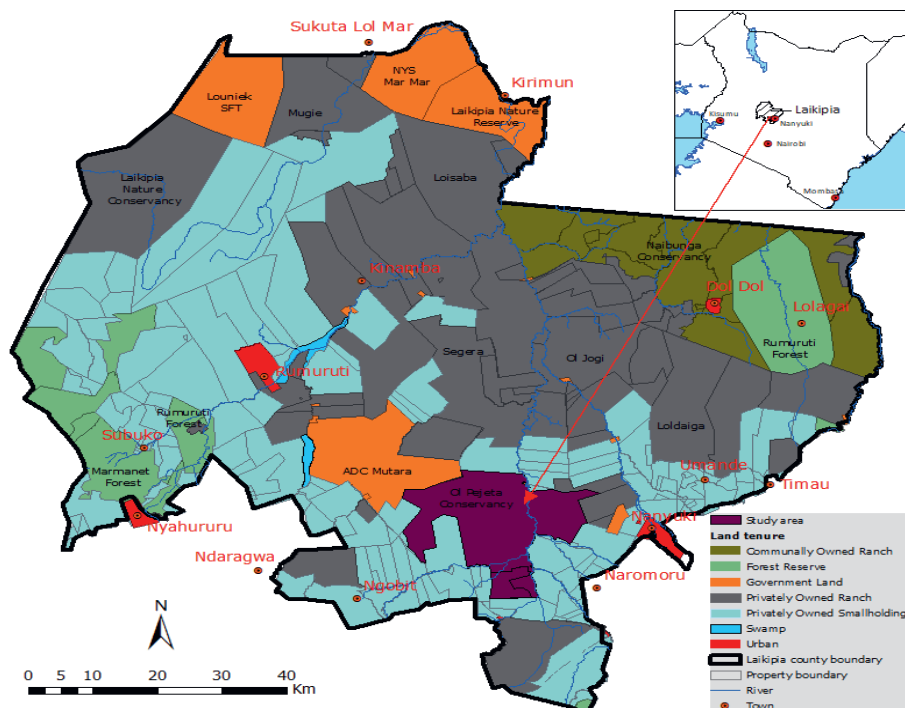 Sukuta Lol Mar
NYS
Mar Mar
Kirimun
Louniek
SFT
Mugie
Laikipia Nature
Reserve
Laikipia
Nature
Conservancy
Loisaba
Naibunga
Conservancy
Kinamba
Dol Dol
Lolagai
Rumuruti
Forest
Segera
Ol Jogi
Rumuruti
Rumuruti
Forest
Loldaiga
Subuko
Marmanet
Forest
ADC Mutara
Umande
Timau
Ol Pejeta
Conservancy
Nyahururu
Nanyuki
Ndaragwa
Ngobit
Naromoru
N
0 5 10 20 30 40
Km
Laikipia
Kisumu
Nanyuki
Nairobi
Mombasa
Study area
Land tenure
Communally Owned Ranch
Forest Reserve
Government Land
Privately Owned Ranch
Privately Owned Smallholding
Swamp
Urban
Laikipia county boundary
Property boundary
River
Town